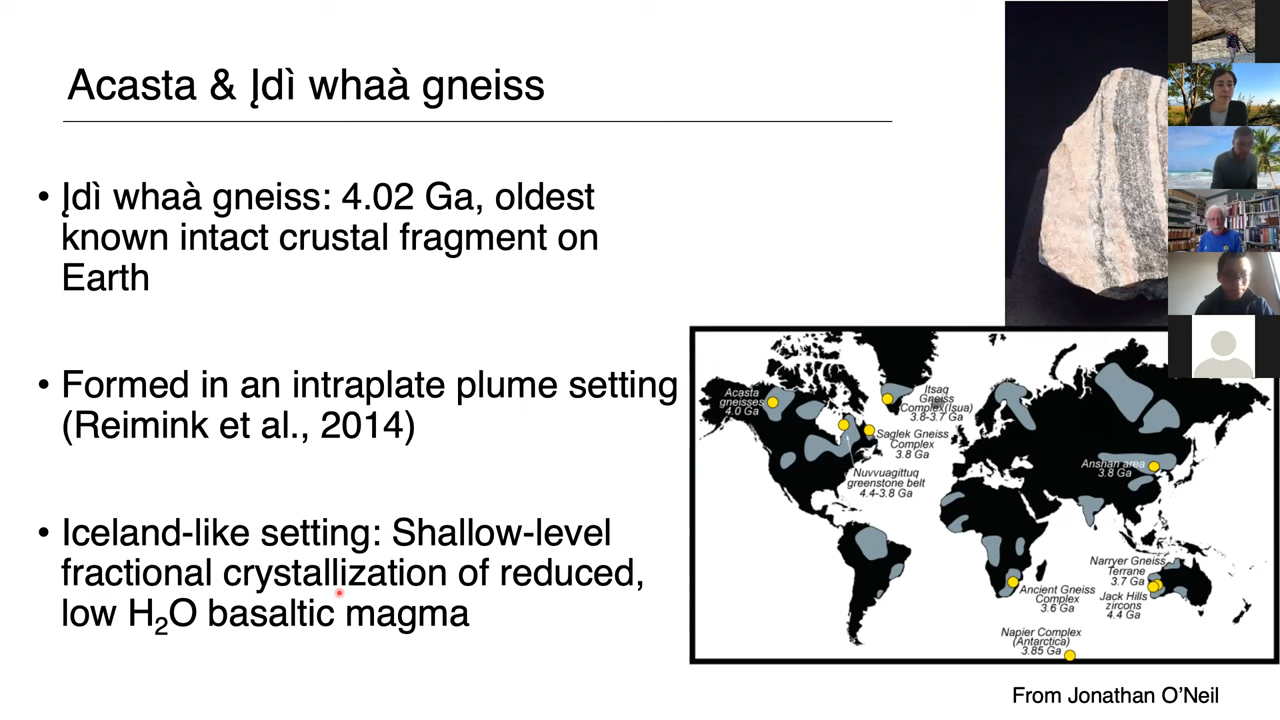 Acasta & Įdì whaà gneiss
• Įdì whaà gneiss: 4.02 Ga, oldest
known intact crustal fragment on
Earth
• Formed in an intraplate plume setting
(Reimink et al., 2014)
• Iceland-like setting: Shallow-level
fractional crystallization of reduced,
low H₂O basaltic magma
Acasta
gneisses
4.0 Ga
Itsaq
Gneiss
Complex(Isua)
3.8-3.7 Ga
Saglek Gneiss
Complex
3.8 Ga
Nuvvuagittuq
greenstone belt
4.4-3.8 Ga
Anshan area
3.8 Ga
Narryer Gneiss
Terrane
3.7 Ga
Jack Hills
zircons
4.4 Ga
Ancient Gneiss
Complex
3.6 Ga
Napier Complex
(Antarctica)
3.85 Ga
From Jonathan O'Neil